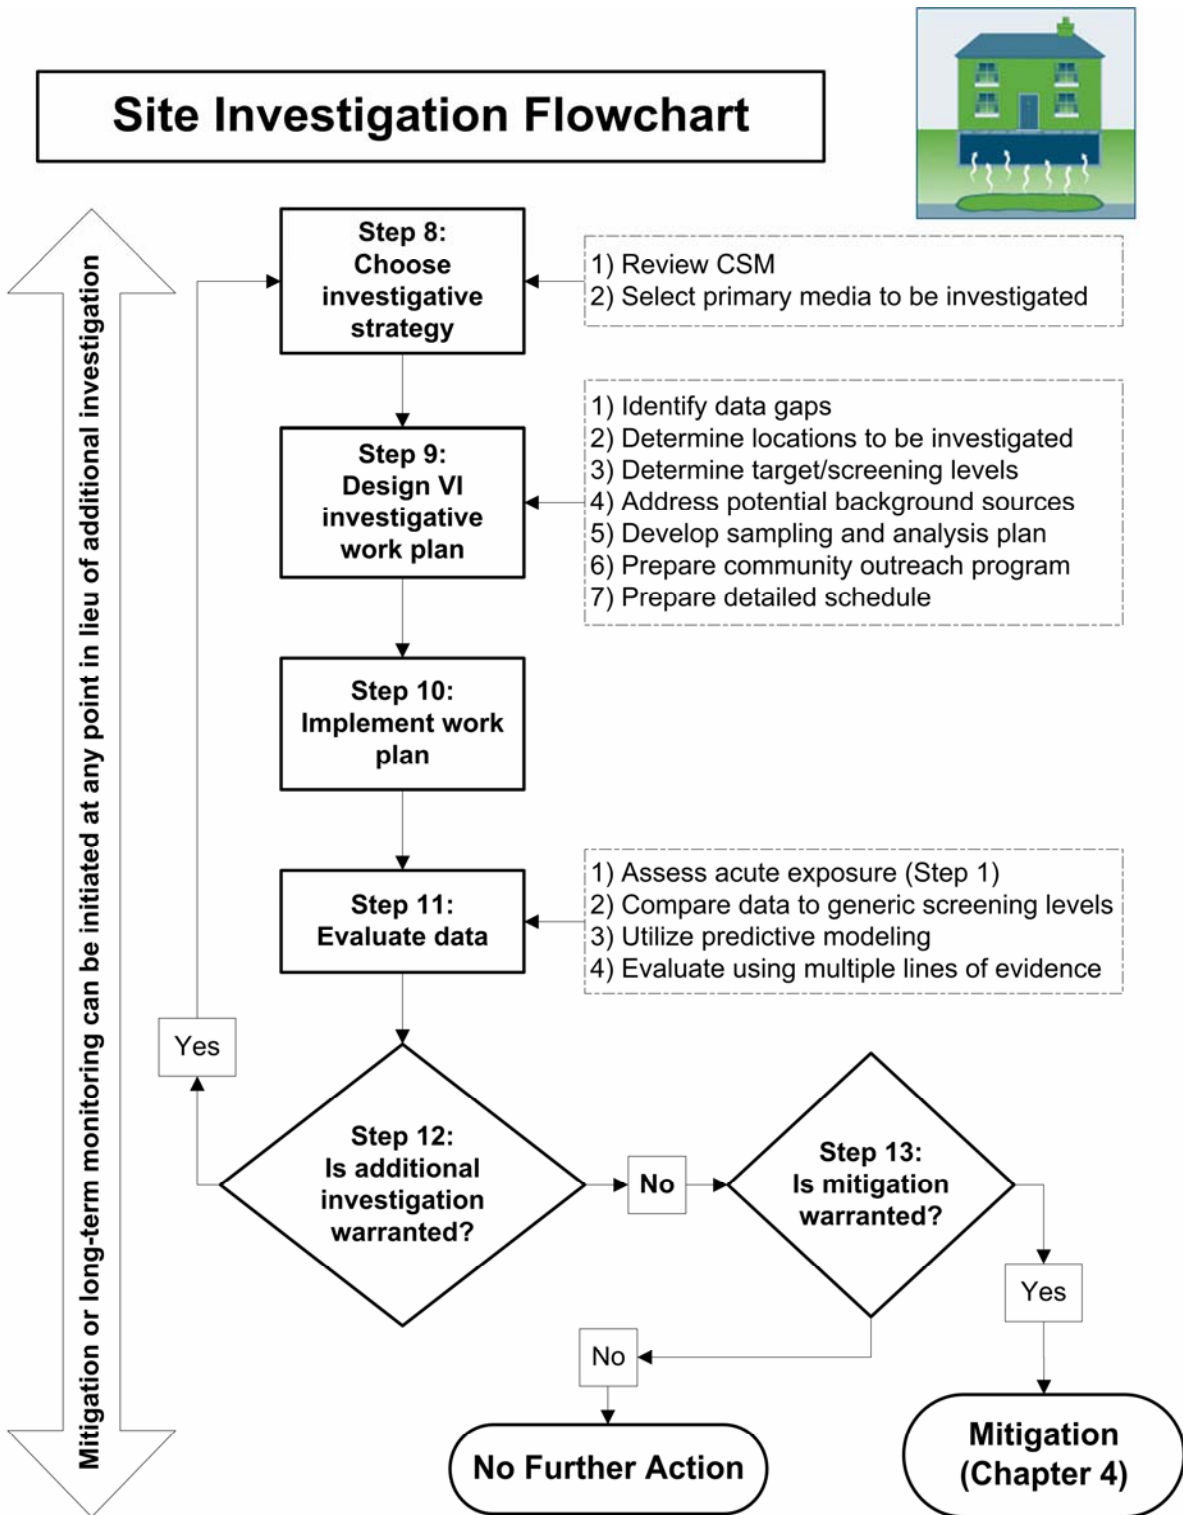 Site Investigation Flowchart
Mitigation or long-term monitoring can be initiated at any point in lieu of additional investigation
Step 8:
Choose
investigative
strategy
1) Review CSM
2) Select primary media to be investigated
Step 9:
Design VI
investigative
work plan
1) Identify data gaps
2) Determine locations to be investigated
3) Determine target/screening levels
4) Address potential background sources
5) Develop sampling and analysis plan
6) Prepare community outreach program
7) Prepare detailed schedule
Step 10:
Implement work
plan
Step 11:
Evaluate data
1) Assess acute exposure (Step 1)
2) Compare data to generic screening levels
3) Utilize predictive modeling
4) Evaluate using multiple lines of evidence
Yes
Step 12:
Is additional
investigation
warranted?
No
Step 13:
Is mitigation
warranted?
Yes
No
No Further Action
Mitigation
(Chapter 4)